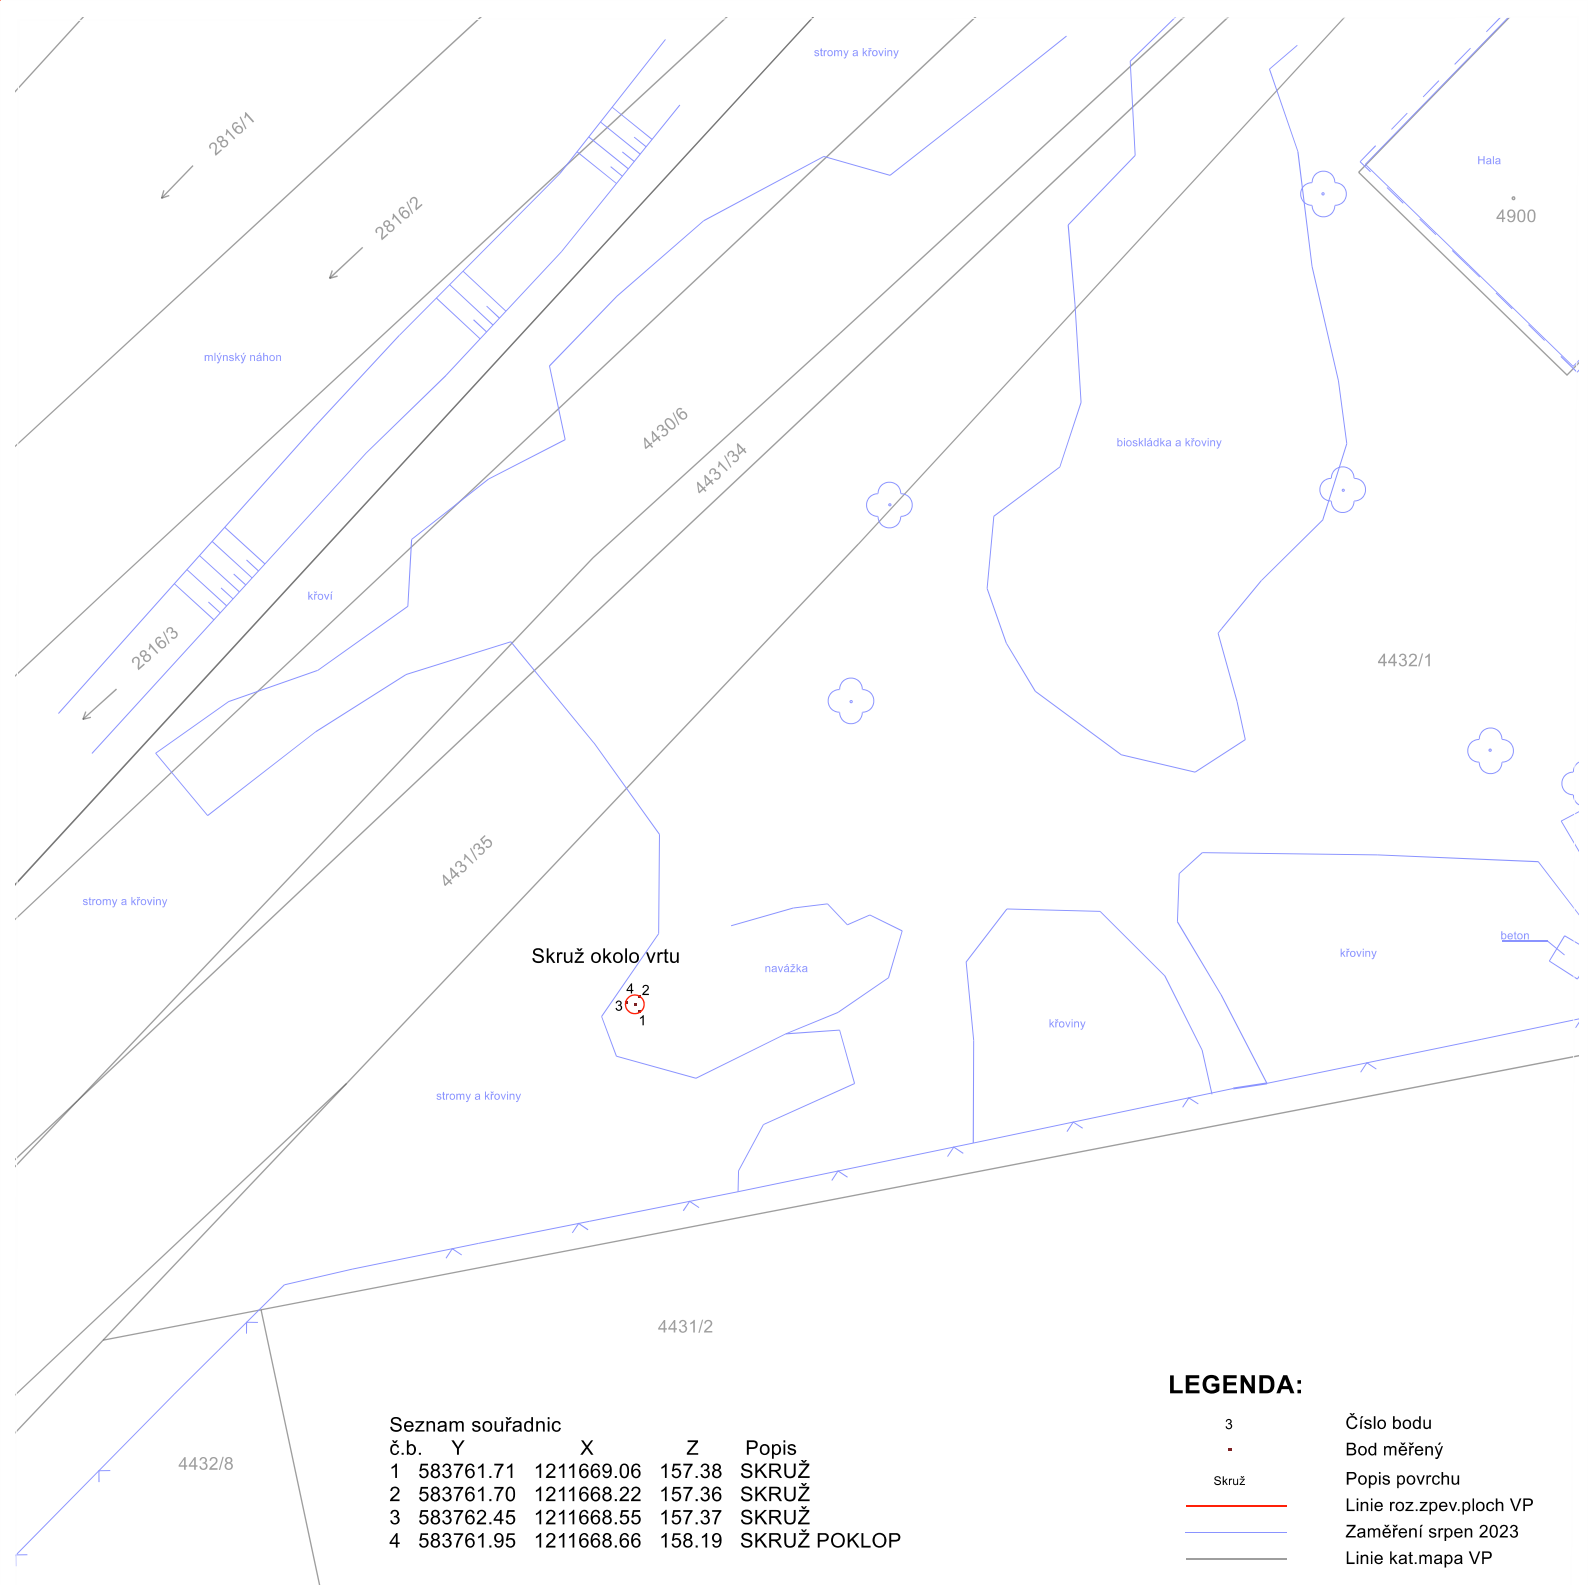 stromy a křoviny
2816/1
Hala
2816/2
4900
mlýnský náhon
4430/6
4431/34
bioskládka a křoviny
křoví
2816/3
4432/1
4431/35
stromy a křoviny
beton
Skruž okolo vrtu
křoviny
navážka
4 2
3
1
křoviny
stromy a křoviny
4431/2
LEGENDA:
3 Číslo bodu
Bod měřený
Skruž Popis povrchu
Linie roz.zpev.ploch VP
Zaměření srpen 2023
Linie kat.mapa VP
Seznam souřadnic
č.b. Y X Z Popis
1 583761.71 1211669.06 157.38 SKRUŽ
2 583761.70 1211668.22 157.36 SKRUŽ
3 583762.45 1211668.55 157.37 SKRUŽ
4 583761.95 1211668.66 158.19 SKRUŽ POKLOP
4432/8